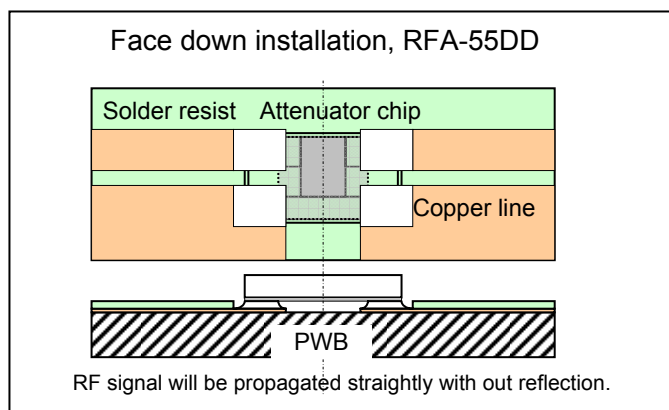 Face down installation, RFA-55DD
Solder resist Attenuator chip
Copper line
PWB
RF signal will be propagated straightly with out reflection.